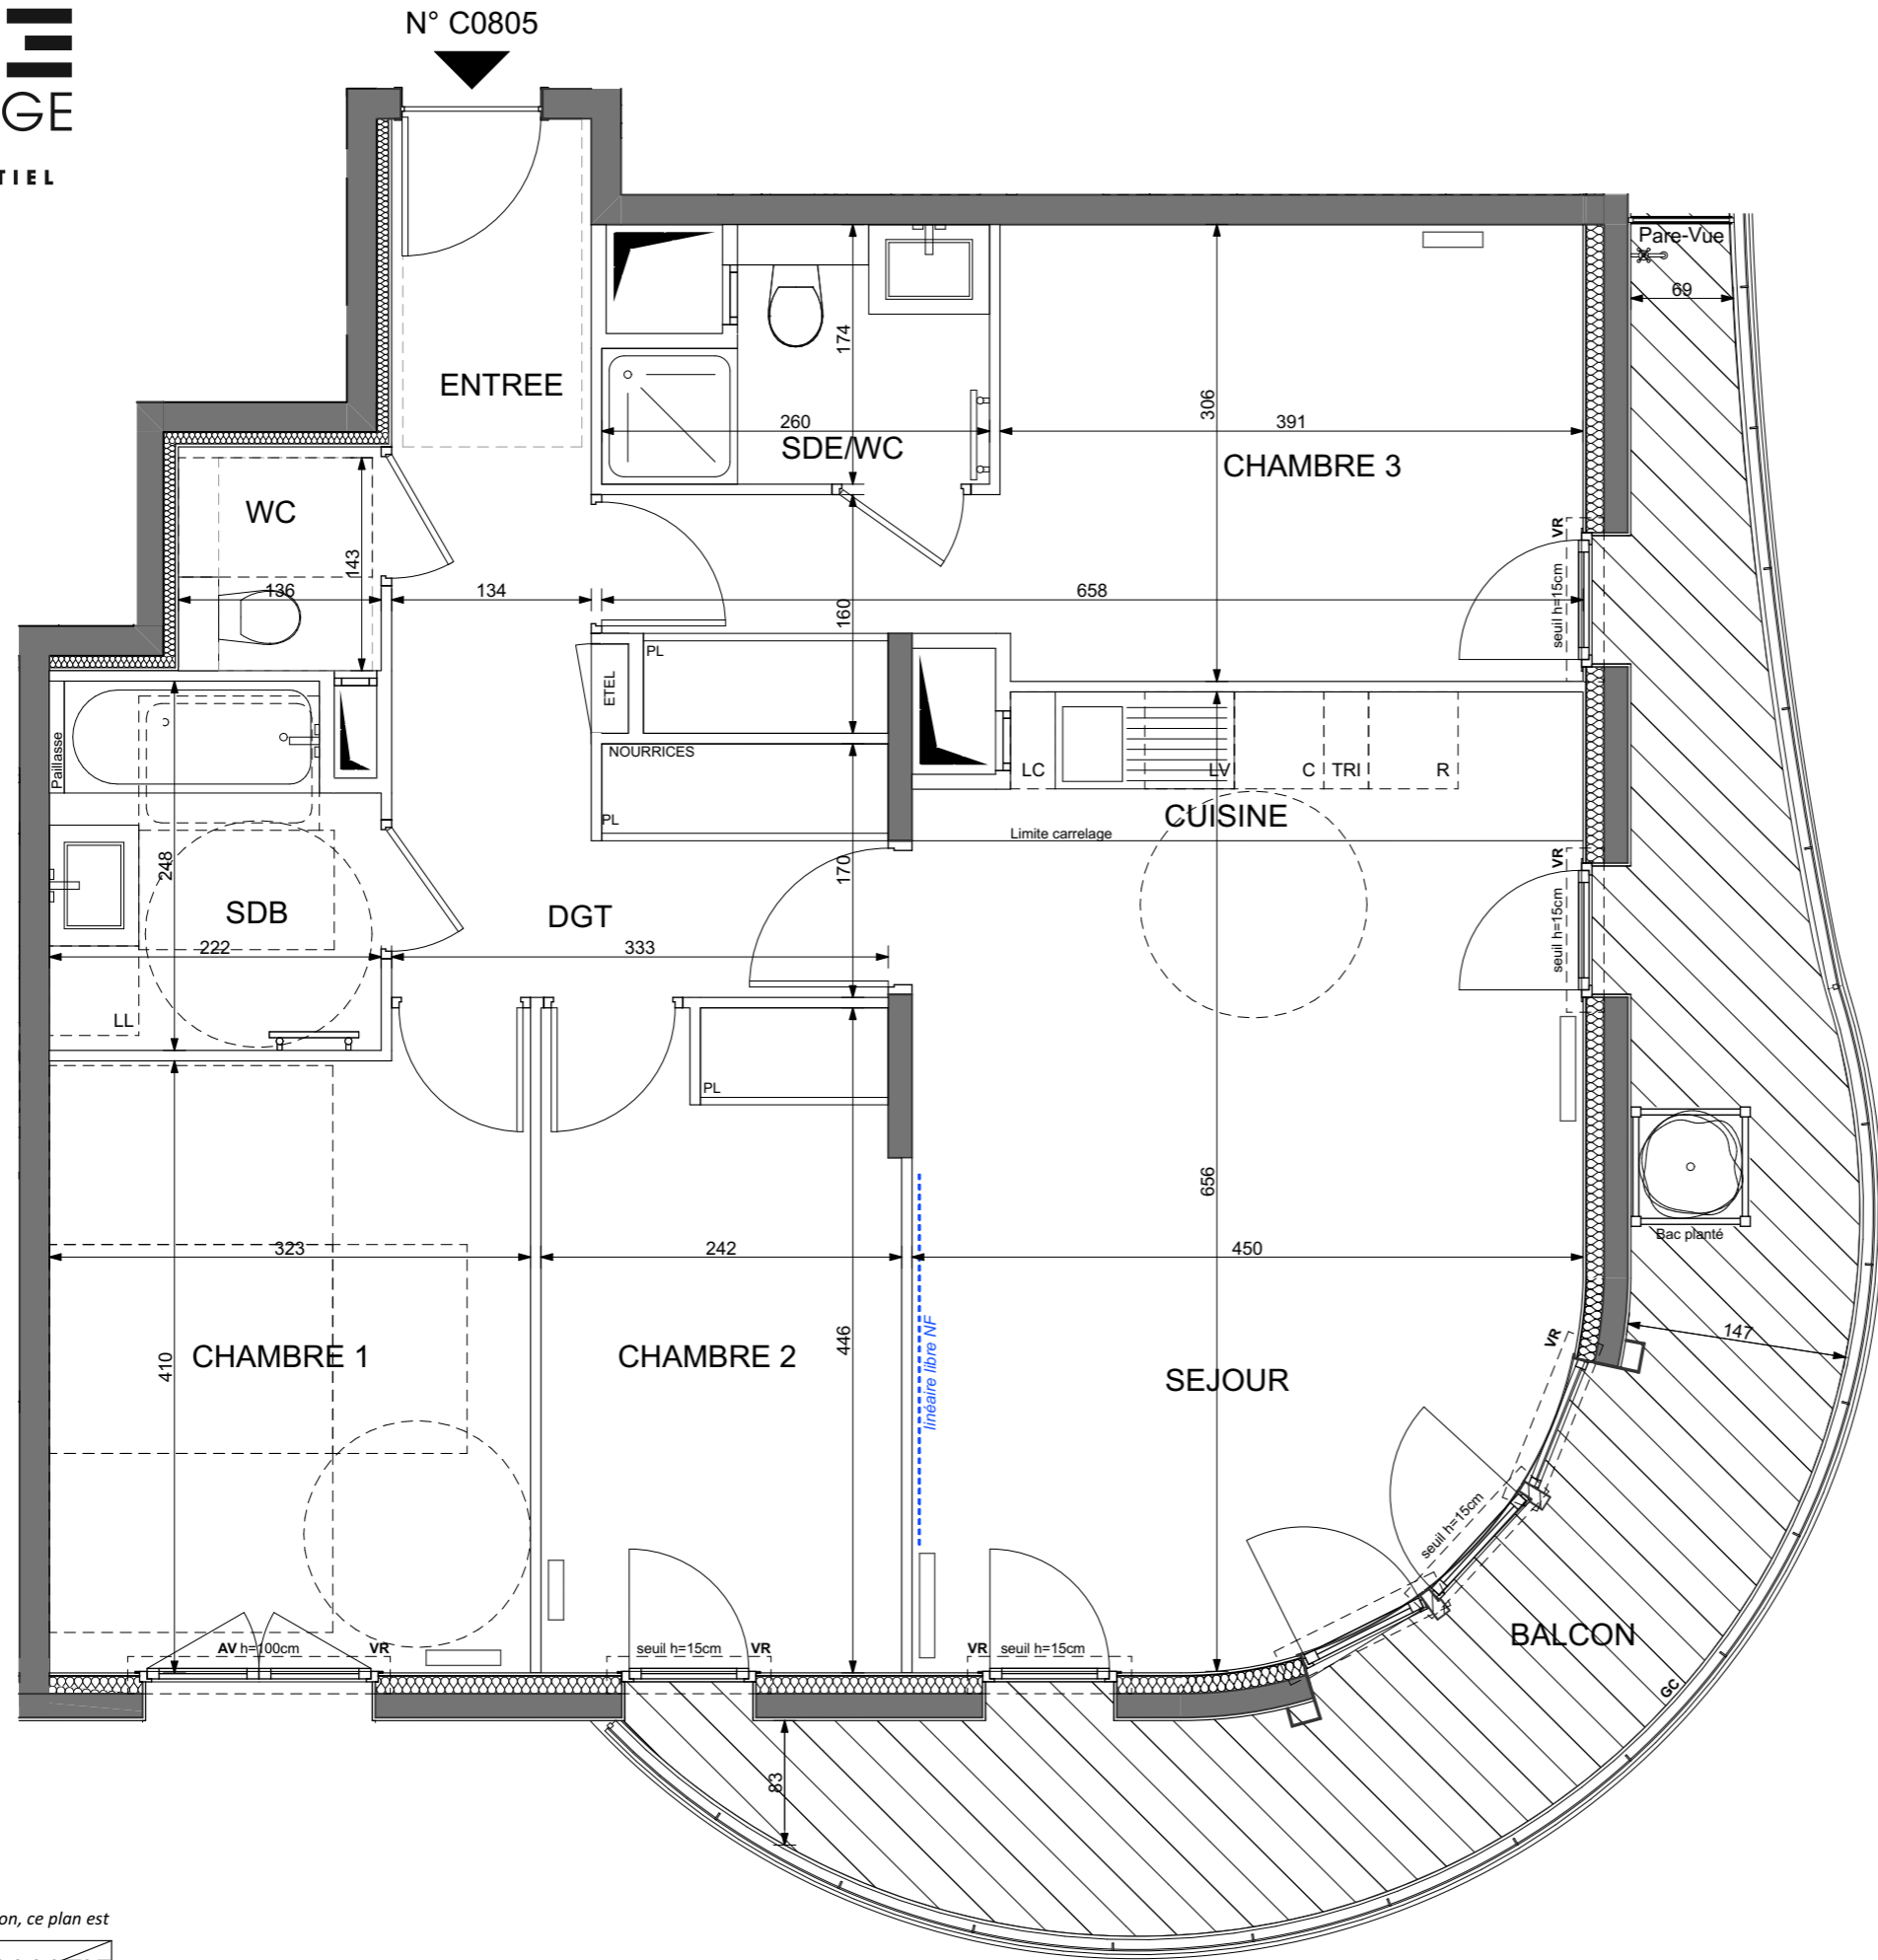 GE
TIEL
N° C0805
Pare-Vue
69
ENTREE
174
260
SDE/WC
306
391
CHAMBRE 3
WC
143
136
134
160
658
VR
seuil h=15cm
PL
ETEL
NOURRICES
PL
Paillasse
LC
LV
C
TRI
R
CUISINE
Limite carrelage
248
SDB
222
LL
DGT
333
170
VR
seuil h=15cm
PL
656
Bac planté
323
242
450
linéaire libre NF
410
446
CHAMBRE 1
CHAMBRE 2
SEJOUR
VR
147
seuil h=15cm
BALCON
GC
AV h=100cm
VR
seuil h=15cm
VR
VR
seuil h=15cm
83
on, ce plan est